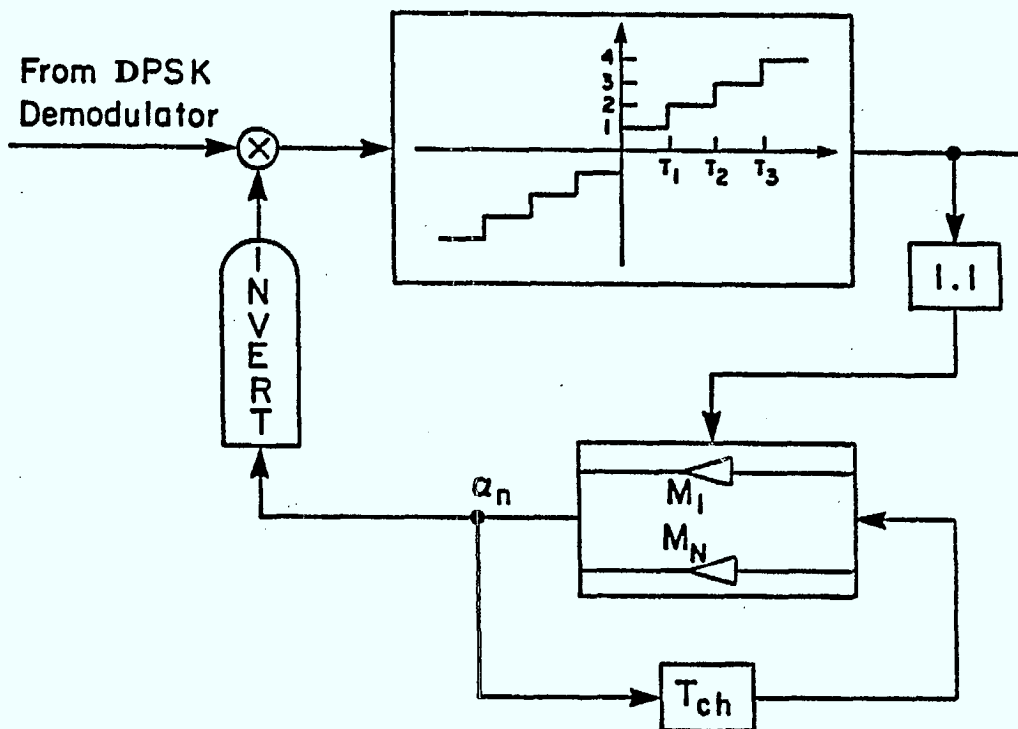 From DPSK
Demodulator
4
3
2
1
T1 T2 T3
INVERT
1.1
αn
M1
MN
Tch